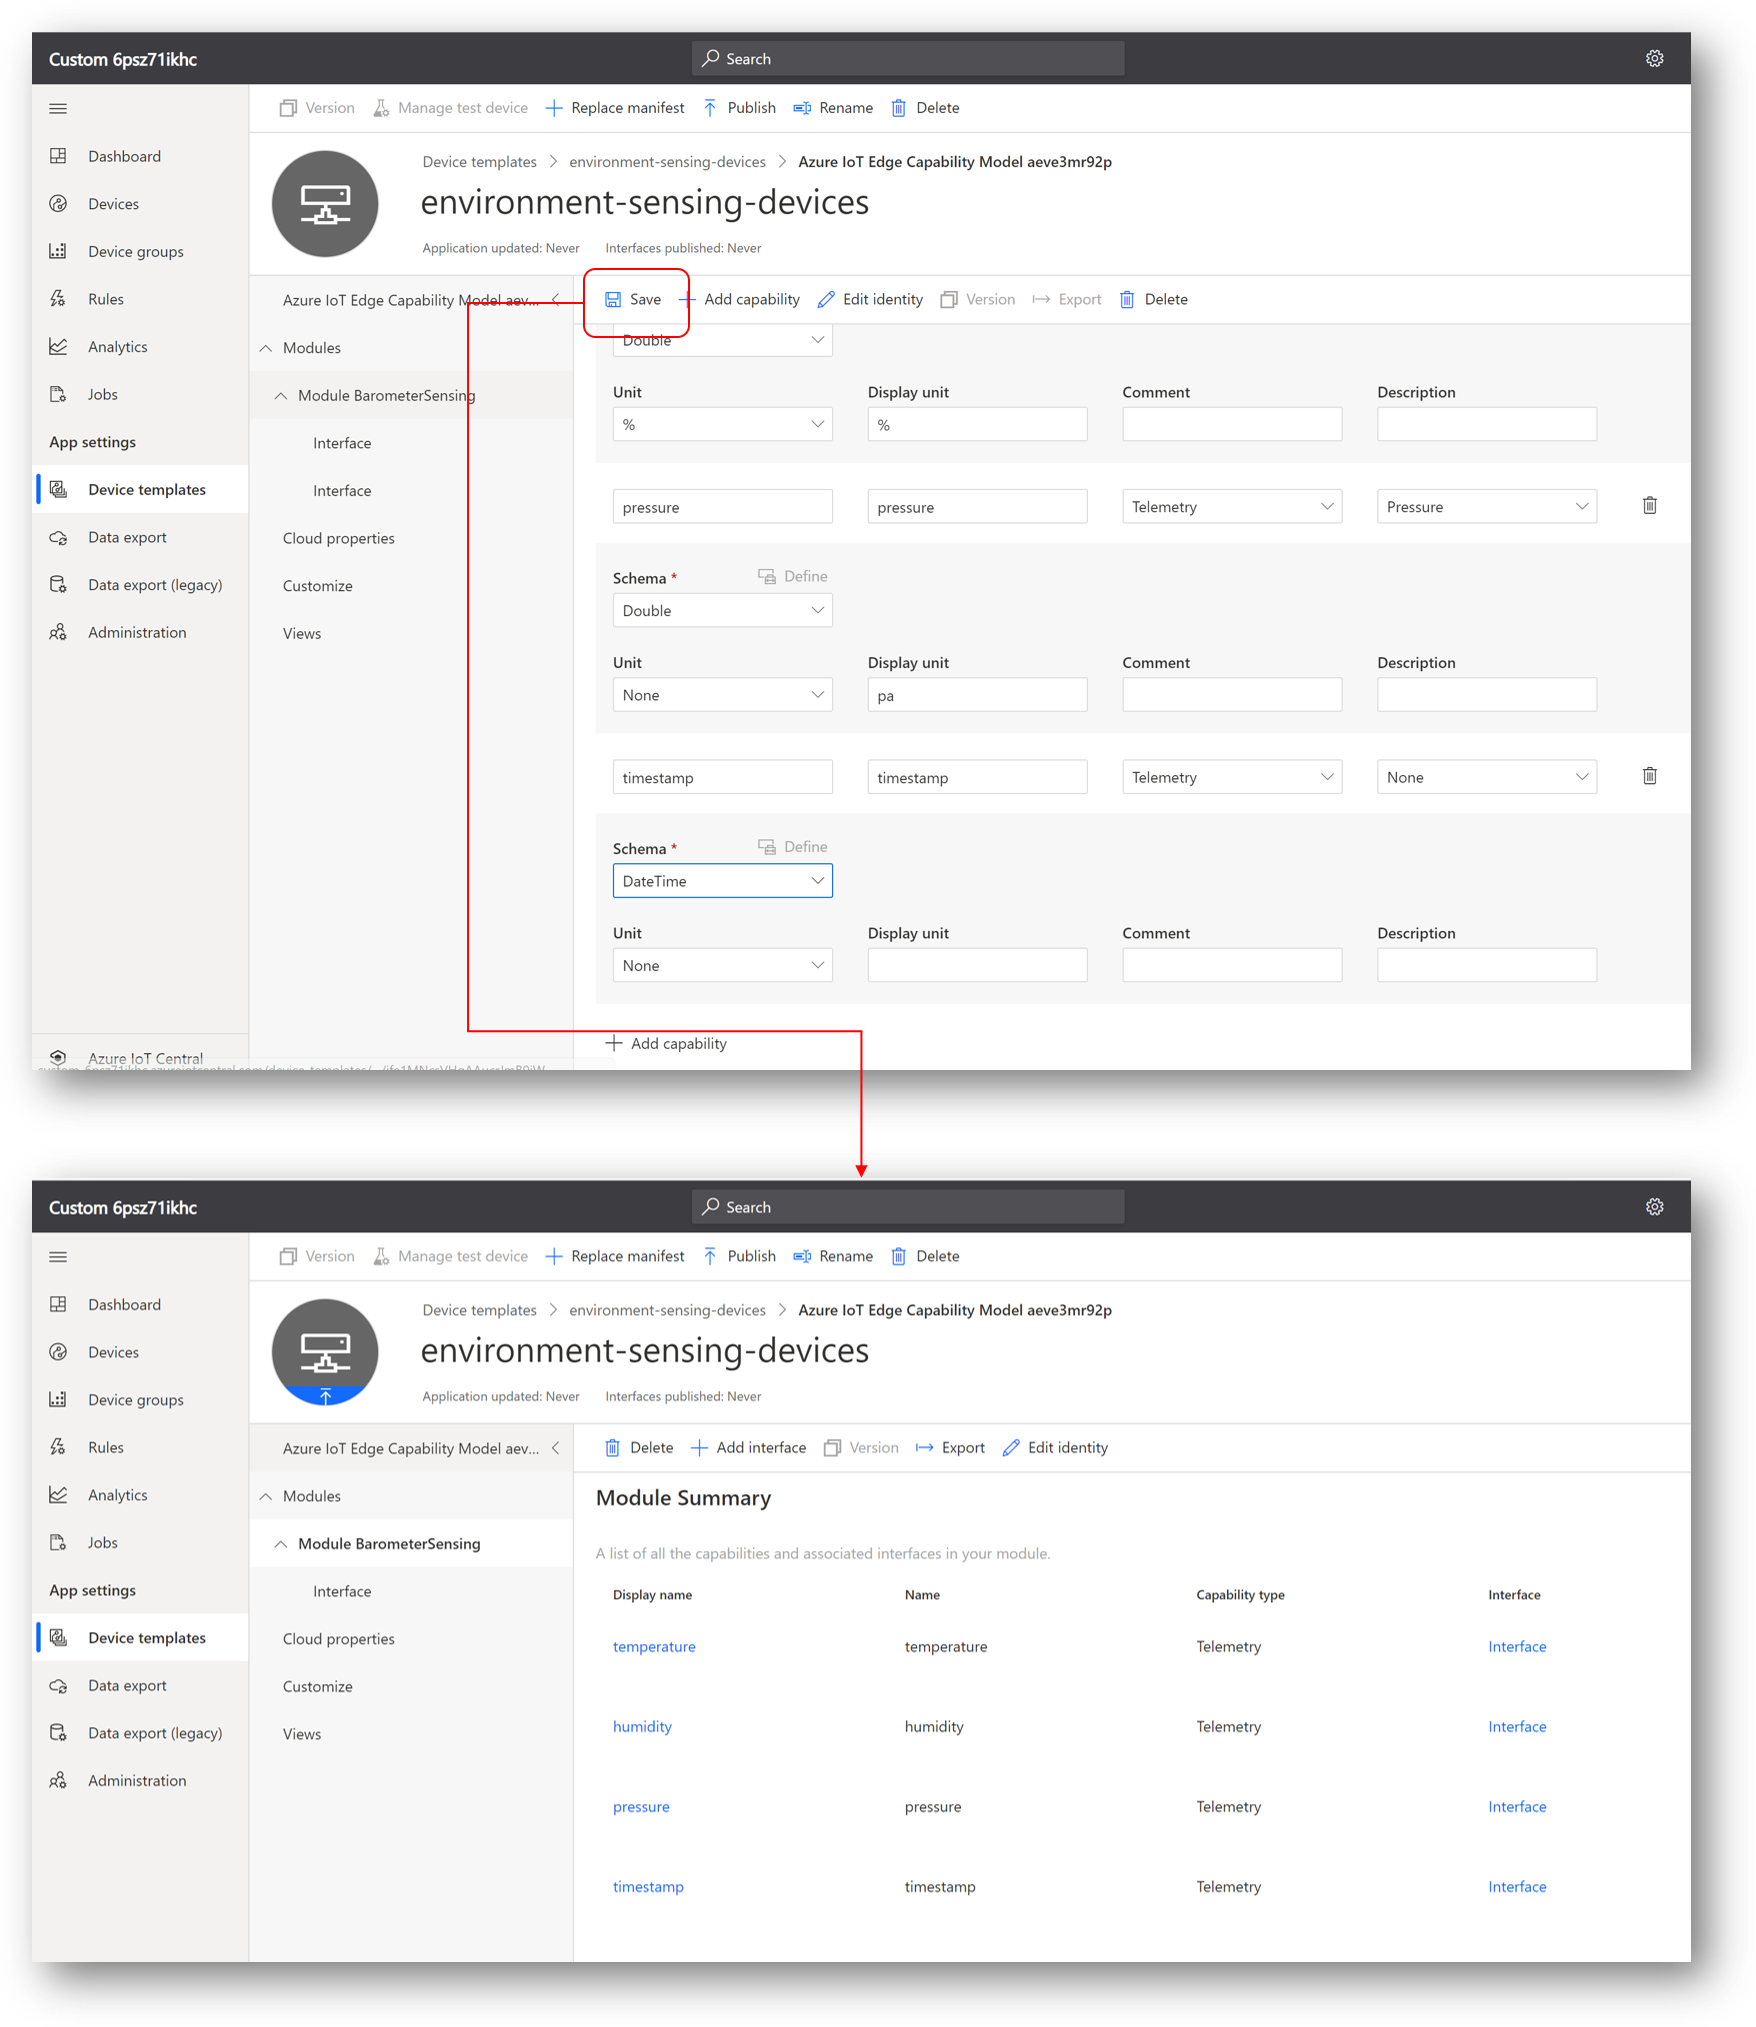 Custom 6psz71ikhc
Search
Version
Manage test device
Replace manifest
Publish
Rename
Delete
Dashboard
Devices
Device groups
Rules
Analytics
Jobs
App settings
Device templates
Data export
Data export (legacy)
Administration
Azure IoT Central
Device templates > environment-sensing-devices > Azure IoT Edge Capability Model aeve3mr92p
environment-sensing-devices
Application updated: Never Interfaces published: Never
Azure IoT Edge Capability Model aev...
Modules
Module BarometerSensing
Interface
Interface
Cloud properties
Customize
Views
Save
Add capability
Edit identity
Version
Export
Delete
Double
Unit Display unit Comment Description
% %
pressure pressure Telemetry Pressure
Schema * Define
Double
Unit Display unit Comment Description
None pa
timestamp timestamp Telemetry None
Schema * Define
DateTime
Unit Display unit Comment Description
None
Add capability
Custom 6psz71ikhc
Search
Version
Manage test device
Replace manifest
Publish
Rename
Delete
Dashboard
Devices
Device groups
Rules
Analytics
Jobs
App settings
Device templates
Data export
Data export (legacy)
Administration
Device templates > environment-sensing-devices > Azure IoT Edge Capability Model aeve3mr92p
environment-sensing-devices
Application updated: Never Interfaces published: Never
Azure IoT Edge Capability Model aev...
Modules
Module BarometerSensing
Interface
Cloud properties
Customize
Views
Delete
Add interface
Version
Export
Edit identity
Module Summary
A list of all the capabilities and associated interfaces in your module.
Display name Name Capability type Interface
temperature temperature Telemetry Interface
humidity humidity Telemetry Interface
pressure pressure Telemetry Interface
timestamp timestamp Telemetry Interface